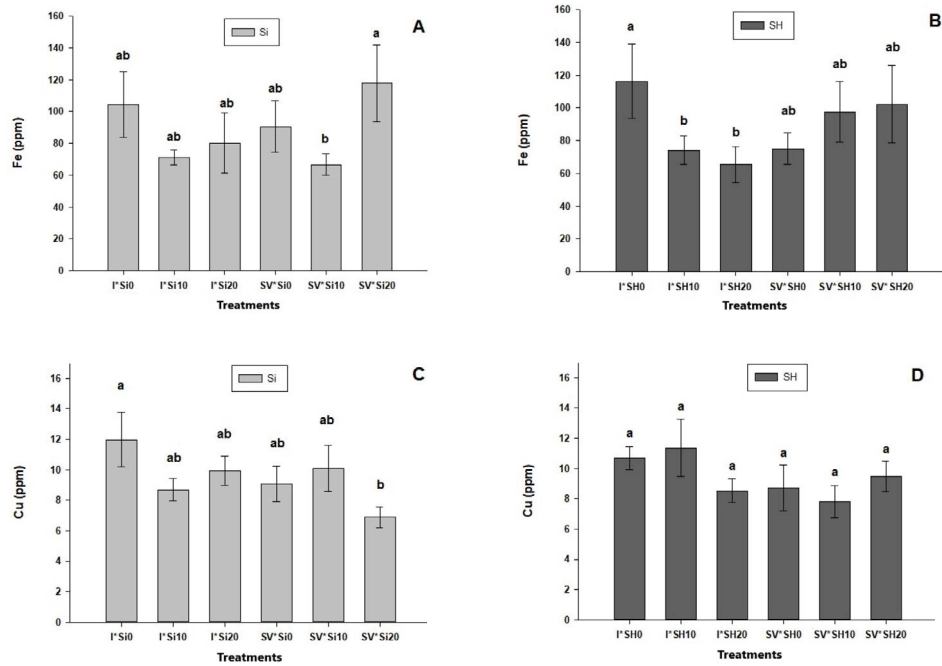 A
Si
Fe (ppm)
160
140
120
100
80
60
40
20
0
ab
ab
ab
ab
b
a
I*Si0
I*Si10
I*Si20
SV*Si0
SV*Si10
SV*Si20
Treatments
B
SH
Fe (ppm)
160
140
120
100
80
60
40
20
0
a
b
b
ab
ab
ab
I*SH0
I*SH10
I*SH20
SV*SH0
SV*SH10
SV*SH20
Treatments
C
Si
Cu (ppm)
16
14
12
10
8
6
4
2
0
a
ab
ab
ab
ab
b
I*Si0
I*Si10
I*Si20
SV*Si0
SV*Si10
SV*Si20
Treatments
D
SH
Cu (ppm)
16
14
12
10
8
6
4
2
0
a
a
a
a
a
a
I*SH0
I*SH10
I*SH20
SV*SH0
SV*SH10
SV*SH20
Treatments